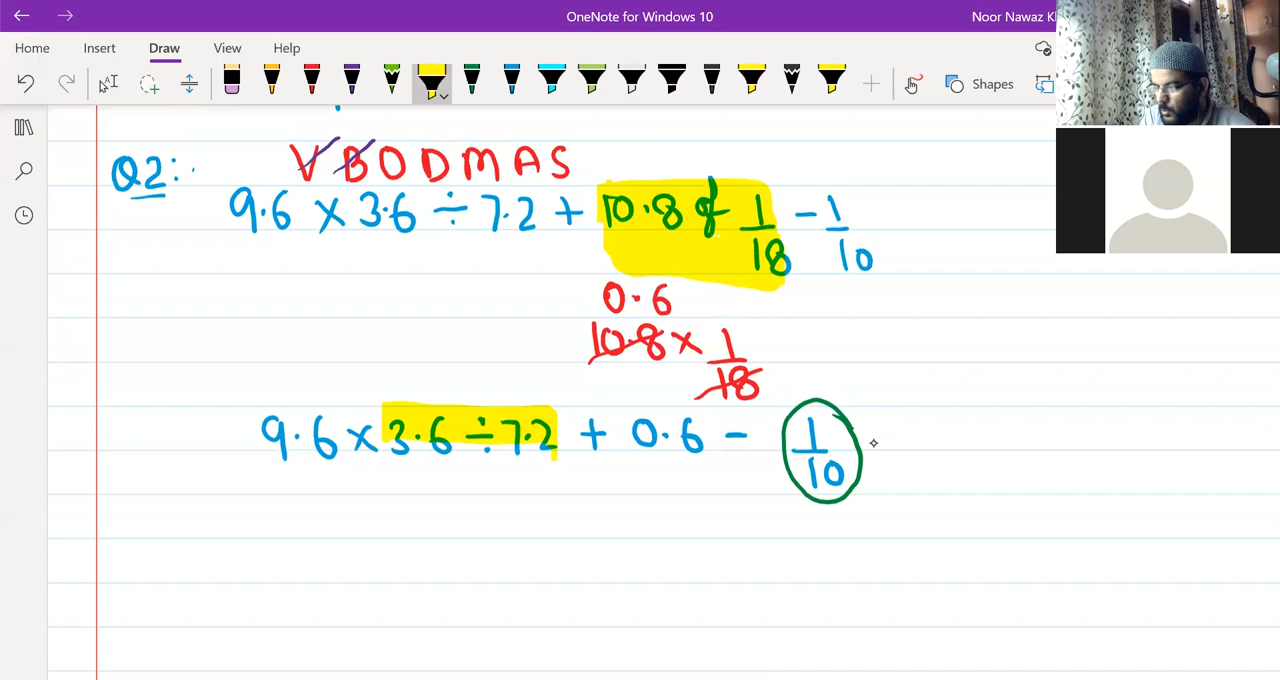 OneNote for Windows 10
Noor Nawaz K
Home Insert Draw View Help
Shapes
Q2: VBODMAS
9.6 × 3.6 ÷ 7.2 + 10.8 of 1/18 - 1/10
0.6
10.8 × 1/18
9.6 × 3.6 ÷ 7.2 + 0.6 - 1/10